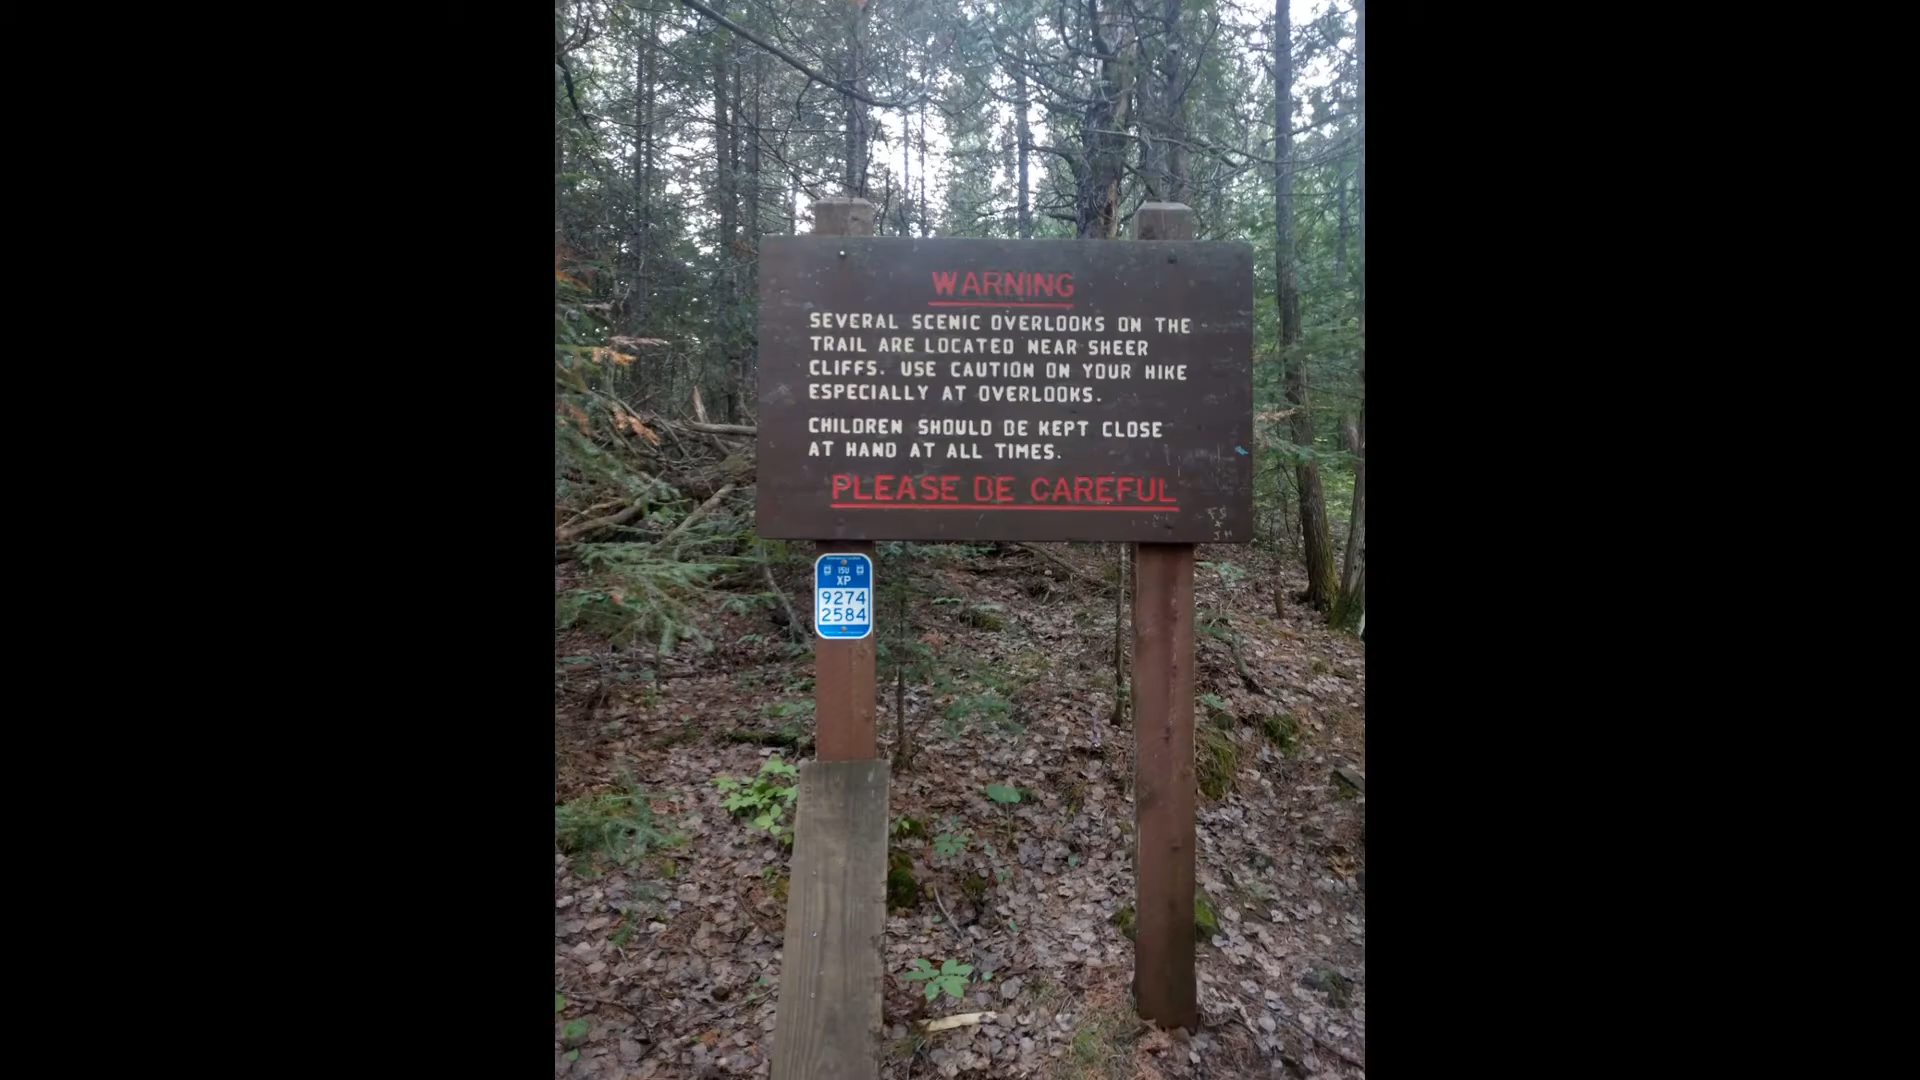 WARNING
SEVERAL SCENIC OVERLOOKS ON THE
TRAIL ARE LOCATED NEAR SHEER
CLIFFS. USE CAUTION ON YOUR HIKE
ESPECIALLY AT OVERLOOKS.
CHILDREN SHOULD BE KEPT CLOSE
AT HAND AT ALL TIMES.
PLEASE BE CAREFUL
15U
XP
9274
2584